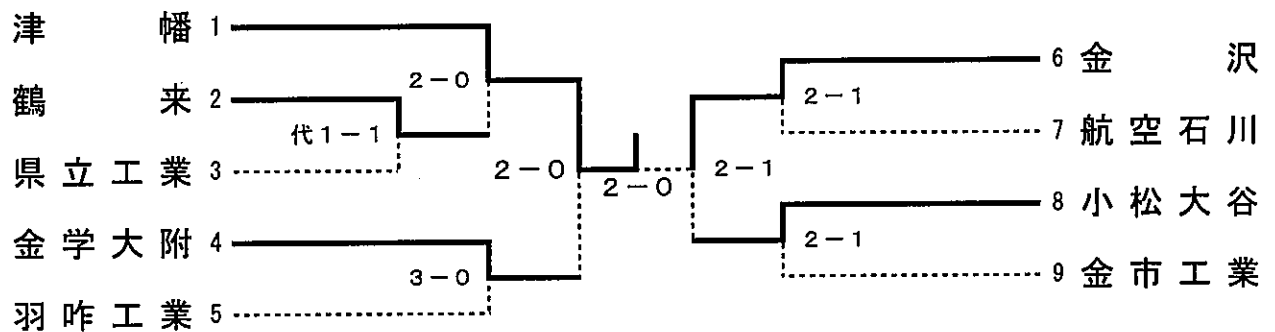 津幡 1
2-0
鶴来 2
代1-1
県立工業 3
2-0
金学大附 4
3-0
羽咋工業 5
2-0
6 金沢
2-1
7 航空石川
2-1
8 小松大谷
2-1
9 金市工業